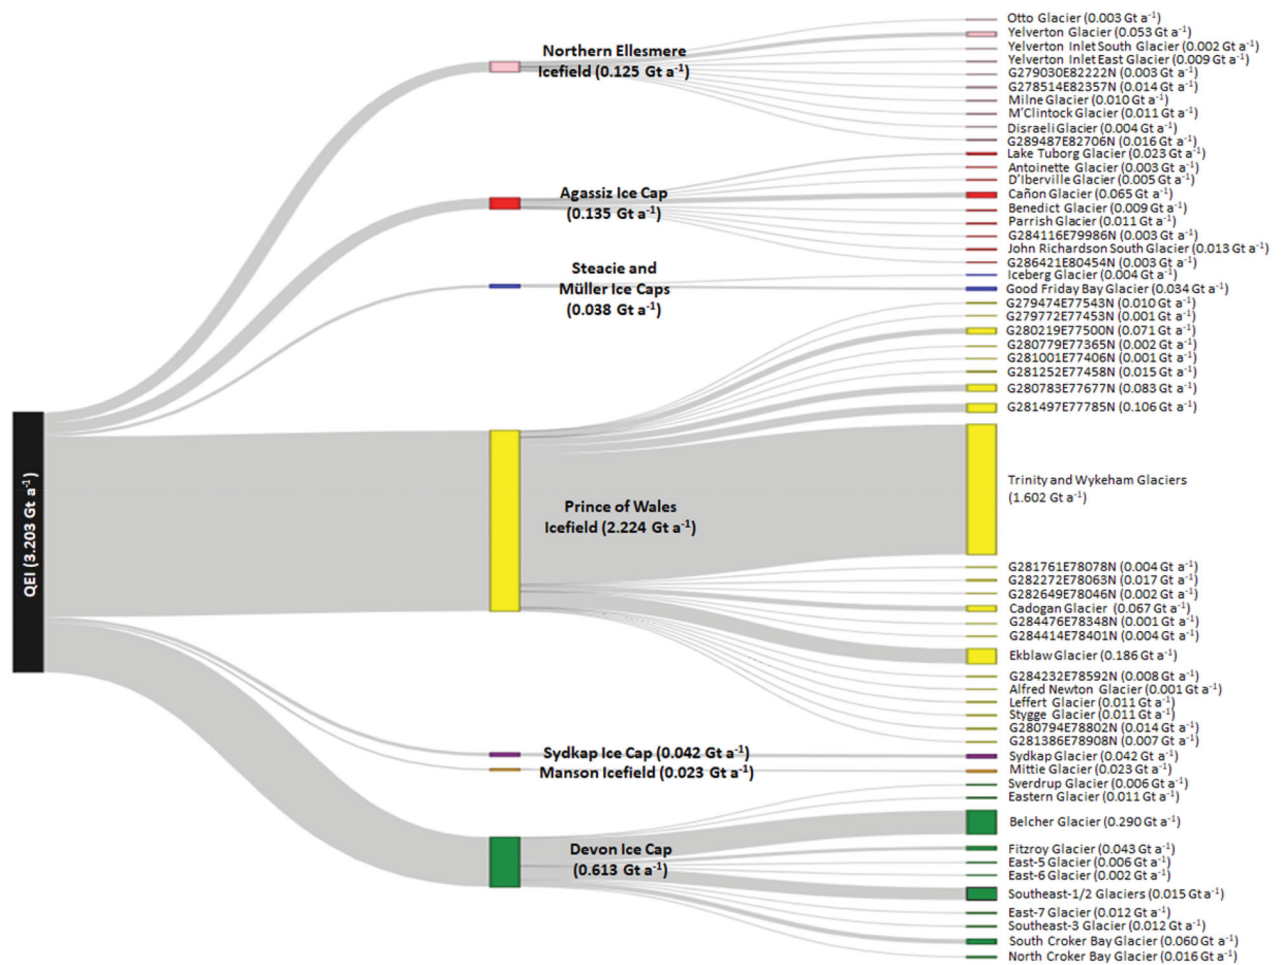 QEI (3.203 Gt a⁻¹)
Northern Ellesmere
Icefield (0.125 Gt a⁻¹)
Agassiz Ice Cap
(0.135 Gt a⁻¹)
Steacie and
Müller Ice Caps
(0.038 Gt a⁻¹)
Prince of Wales
Icefield (2.224 Gt a⁻¹)
Sydkap Ice Cap (0.042 Gt a⁻¹)
Manson Icefield (0.023 Gt a⁻¹)
Devon Ice Cap
(0.613 Gt a⁻¹)
Otto Glacier (0.003 Gt a⁻¹)
Yelverton Glacier (0.053 Gt a⁻¹)
Yelverton Inlet South Glacier (0.002 Gt a⁻¹)
Yelverton Inlet East Glacier (0.009 Gt a⁻¹)
G279030E82222N (0.003 Gt a⁻¹)
G278514E82357N (0.014 Gt a⁻¹)
Milne Glacier (0.010 Gt a⁻¹)
M'Clintock Glacier (0.011 Gt a⁻¹)
Disraeli Glacier (0.004 Gt a⁻¹)
G289487E82706N (0.016 Gt a⁻¹)
Lake Tuborg Glacier (0.023 Gt a⁻¹)
Antoinette Glacier (0.003 Gt a⁻¹)
D'Iberville Glacier (0.005 Gt a⁻¹)
Cañon Glacier (0.065 Gt a⁻¹)
Benedict Glacier (0.009 Gt a⁻¹)
Parrish Glacier (0.011 Gt a⁻¹)
G284116E79986N (0.003 Gt a⁻¹)
John Richardson South Glacier (0.013 Gt a⁻¹)
G286421E80454N (0.003 Gt a⁻¹)
Iceberg Glacier (0.004 Gt a⁻¹)
Good Friday Bay Glacier (0.034 Gt a⁻¹)
G279474E77543N (0.010 Gt a⁻¹)
G279772E77453N (0.001 Gt a⁻¹)
G280219E77500N (0.071 Gt a⁻¹)
G280779E77365N (0.002 Gt a⁻¹)
G281001E77406N (0.001 Gt a⁻¹)
G281252E77458N (0.015 Gt a⁻¹)
G280783E77677N (0.083 Gt a⁻¹)
G281497E77785N (0.106 Gt a⁻¹)
Trinity and Wykeham Glaciers
(1.602 Gt a⁻¹)
G281761E78078N (0.004 Gt a⁻¹)
G282272E78063N (0.017 Gt a⁻¹)
G282649E78046N (0.002 Gt a⁻¹)
Cadogan Glacier (0.067 Gt a⁻¹)
G284476E78348N (0.001 Gt a⁻¹)
G284414E78401N (0.004 Gt a⁻¹)
Ekblaw Glacier (0.186 Gt a⁻¹)
G284232E78592N (0.008 Gt a⁻¹)
Alfred Newton Glacier (0.001 Gt a⁻¹)
Leffert Glacier (0.011 Gt a⁻¹)
Stygge Glacier (0.011 Gt a⁻¹)
G280794E78802N (0.014 Gt a⁻¹)
G281386E78908N (0.007 Gt a⁻¹)
Sydkap Glacier (0.042 Gt a⁻¹)
Mittie Glacier (0.023 Gt a⁻¹)
Sverdrup Glacier (0.006 Gt a⁻¹)
Eastern Glacier (0.011 Gt a⁻¹)
Belcher Glacier (0.290 Gt a⁻¹)
Fitzroy Glacier (0.043 Gt a⁻¹)
East-5 Glacier (0.006 Gt a⁻¹)
East-6 Glacier (0.002 Gt a⁻¹)
Southeast-1/2 Glaciers (0.015 Gt a⁻¹)
East-7 Glacier (0.012 Gt a⁻¹)
Southeast-3 Glacier (0.012 Gt a⁻¹)
South Croker Bay Glacier (0.060 Gt a⁻¹)
North Croker Bay Glacier (0.016 Gt a⁻¹)